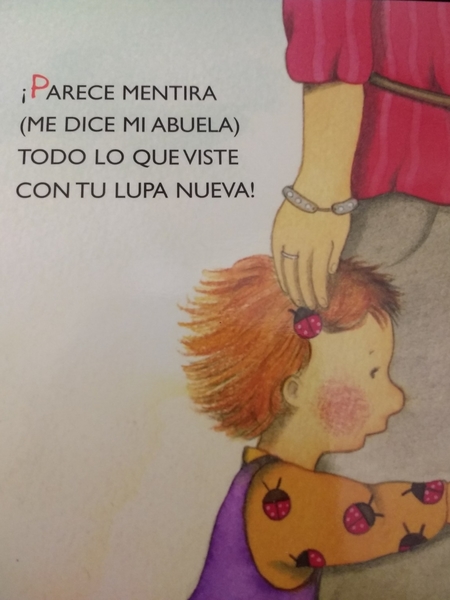 ¡PARECE MENTIRA
(ME DICE MI ABUELA)
TODO LO QUE VISTE
CON TU LUPA NUEVA!